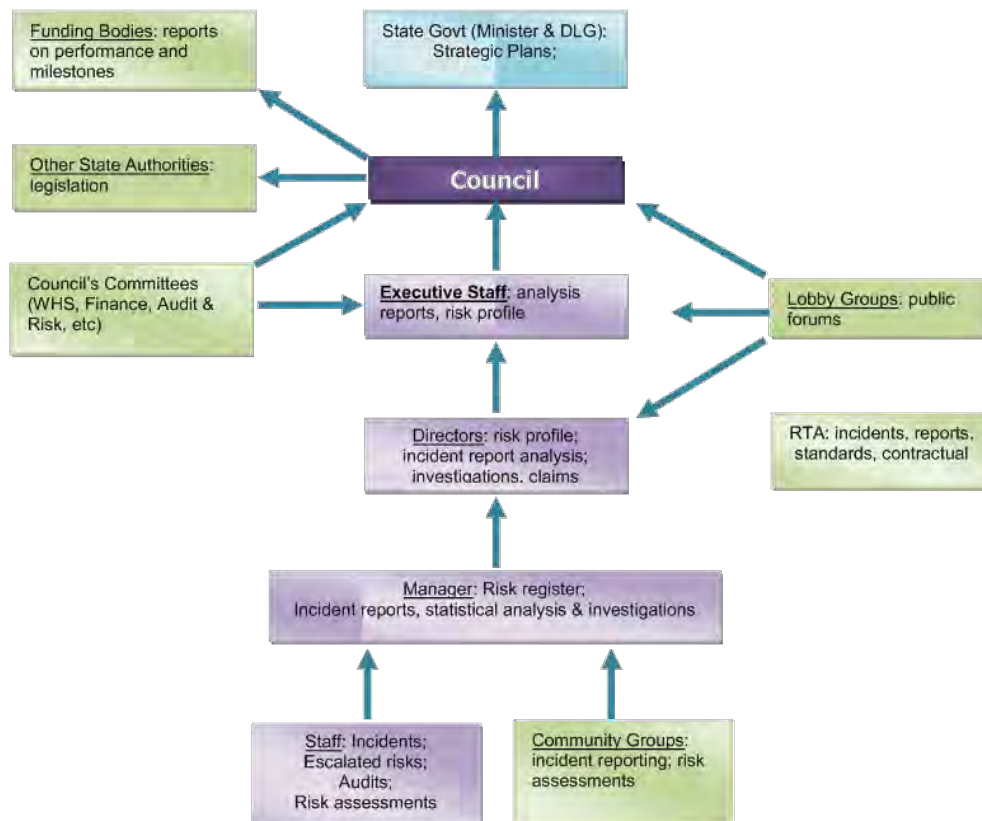 Funding Bodies: reports
on performance and
milestones
State Govt (Minister & DLG):
Strategic Plans;
Other State Authorities:
legislation
Council
Council's Committees
(WHS, Finance, Audit &
Risk, etc)
Executive Staff: analysis
reports, risk profile
Lobby Groups: public
forums
Directors: risk profile;
incident report analysis;
investigations, claims
RTA: incidents, reports,
standards, contractual
Manager: Risk register;
Incident reports, statistical analysis & investigations
Staff: Incidents;
Escalated risks;
Audits;
Risk assessments
Community Groups:
incident reporting; risk
assessments